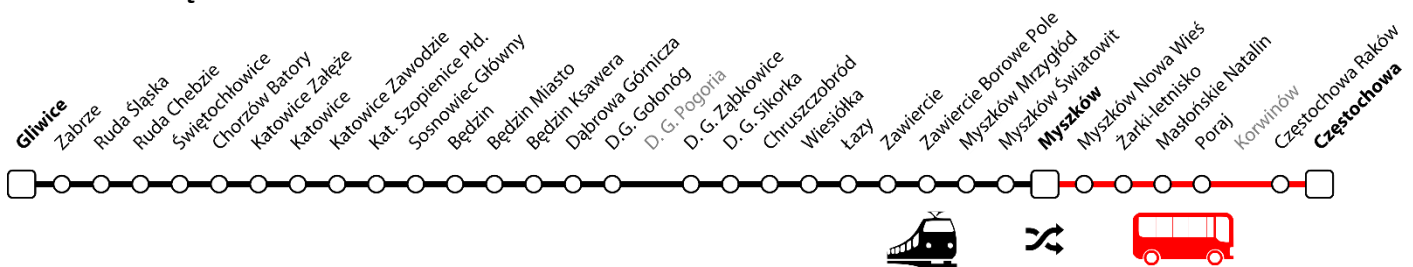 Gliwice
Zabrze
Ruda Śląska
Ruda Chebzie
Świętochłowice
Chorzów Batory
Katowice Załęże
Katowice
Katowice Zawodzie
Kat. Szopienice Płd.
Sosnowiec Główny
Będzin
Będzin Miasto
Będzin Ksawera
Dąbrowa Górnicza
D.G. Gołonóg
D. G. Pogoria
D. G. Ząbkowice
D. G. Sikorka
Chruszczobród
Wiesiółka
Łazy
Zawiercie
Zawiercie Borowe Pole
Myszków Mrzygłód
Myszków Światowit
Myszków
Myszków Nowa Wieś
Żarki-letnisko
Masłońskie Natalin
Poraj
Korwinów
Częstochowa Raków
Częstochowa